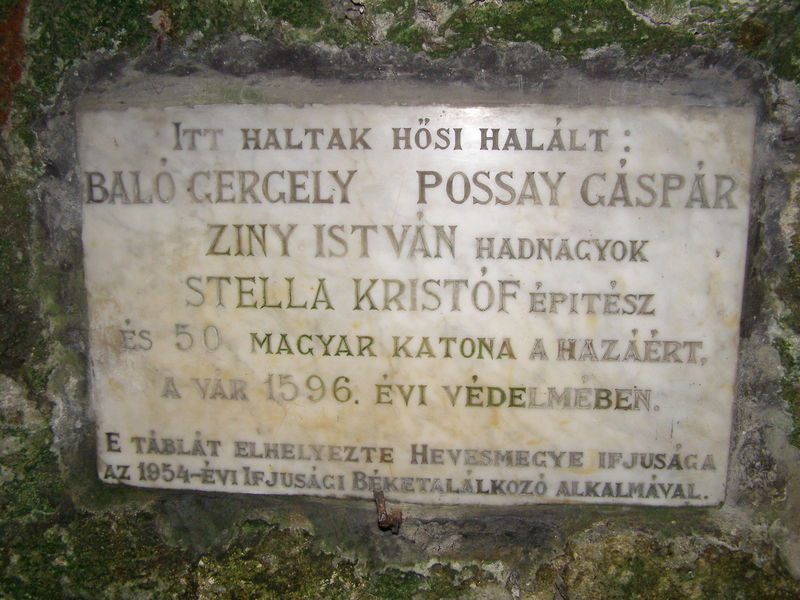 ITT HALTAK HŐSI HALÁLT :
BALÓ GERGELY POSSAY GÁSPÁR
ZINY ISTVÁN HADNAGYOK
STELLA KRISTÓF ÉPITÉSZ
ÉS 50 MAGYAR KATONA A HAZÁÉRT,
A VÁR 1596. ÉVI VÉDELMÉBEN.
E TÁBLÁT ELHELYEZTE HEVESMEGYE IFJUSÁGA
AZ 1954-ÉVI IFJUSÁGI BÉKETALÁLKOZÓ ALKALMÁVAL.